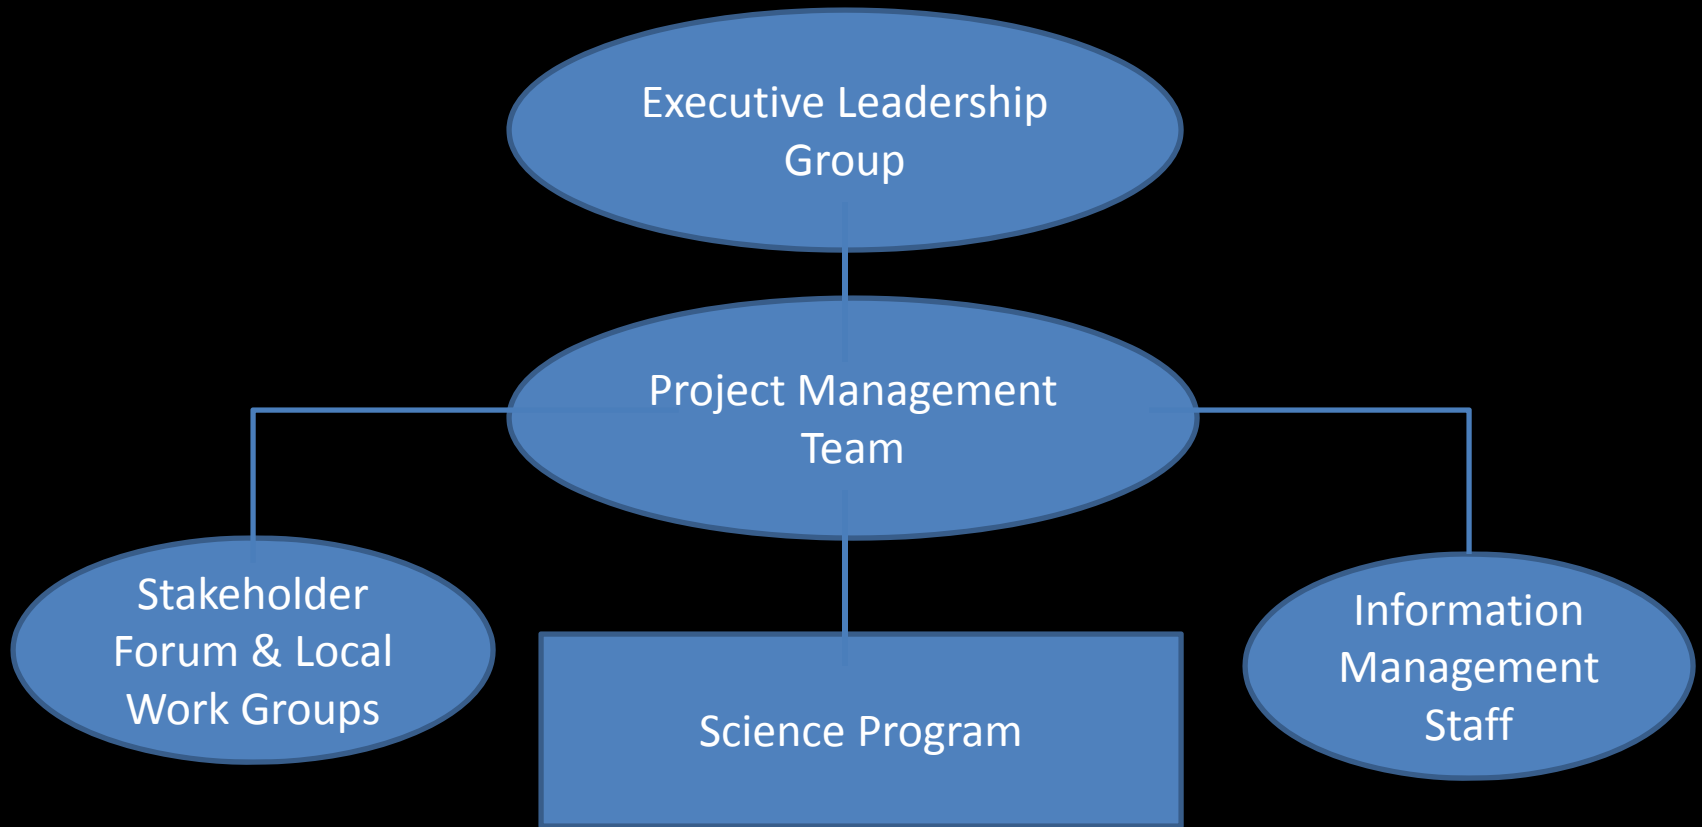 Executive Leadership
Group
Project Management
Team
Stakeholder
Forum & Local
Work Groups
Science Program
Information
Management
Staff